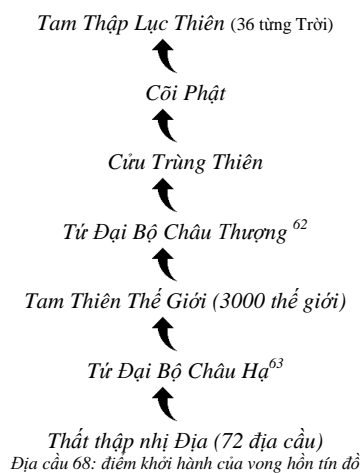 Tam Thập Lục Thiên (36 từng Trời)
Cõi Phật
Cửu Trùng Thiên
Tứ Đại Bộ Châu Thượng 62
Tam Thiên Thế Giới (3000 thế giới)
Tứ Đại Bộ Châu Hạ63
Thất thập nhị Địa (72 địa cầu)
Địa cầu 68: điểm khởi hành của vong hồn tín đồ